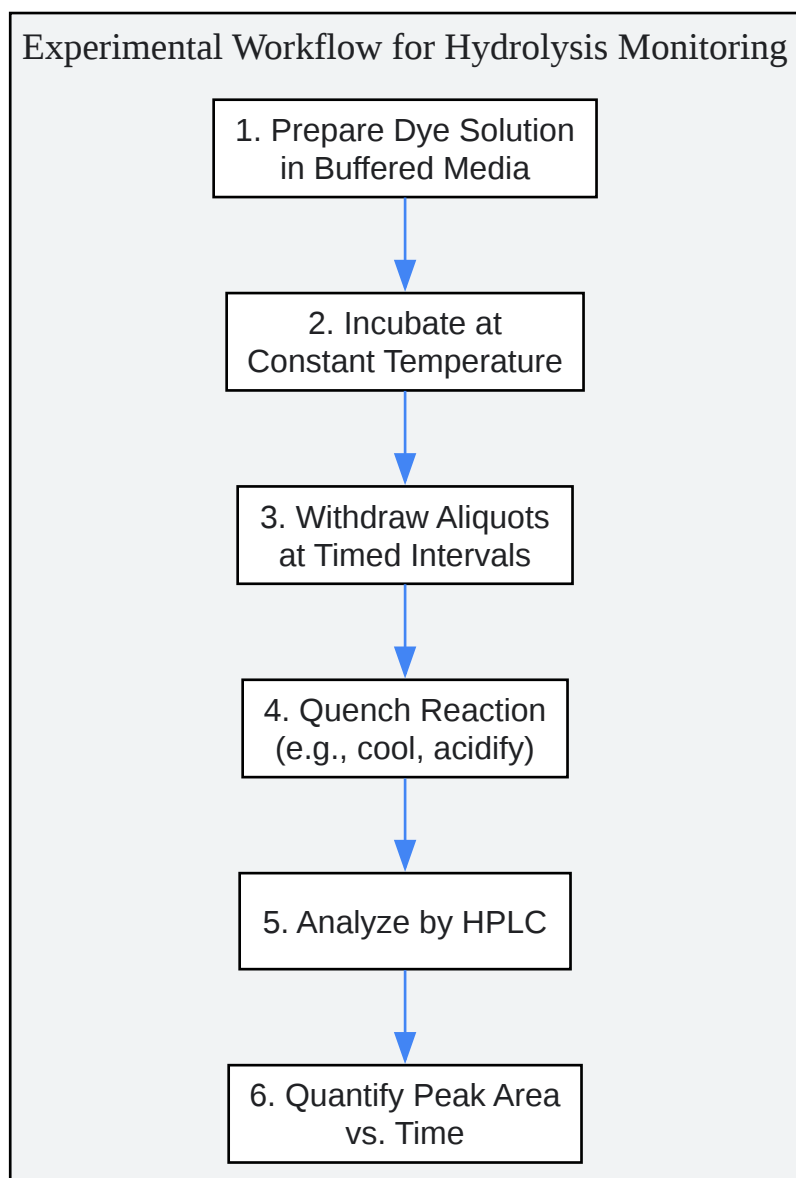 Experimental Workflow for Hydrolysis Monitoring
1. Prepare Dye Solution
in Buffered Media
2. Incubate at
Constant Temperature
3. Withdraw Aliquots
at Timed Intervals
4. Quench Reaction
(e.g., cool, acidify)
5. Analyze by HPLC
6. Quantify Peak Area
vs. Time